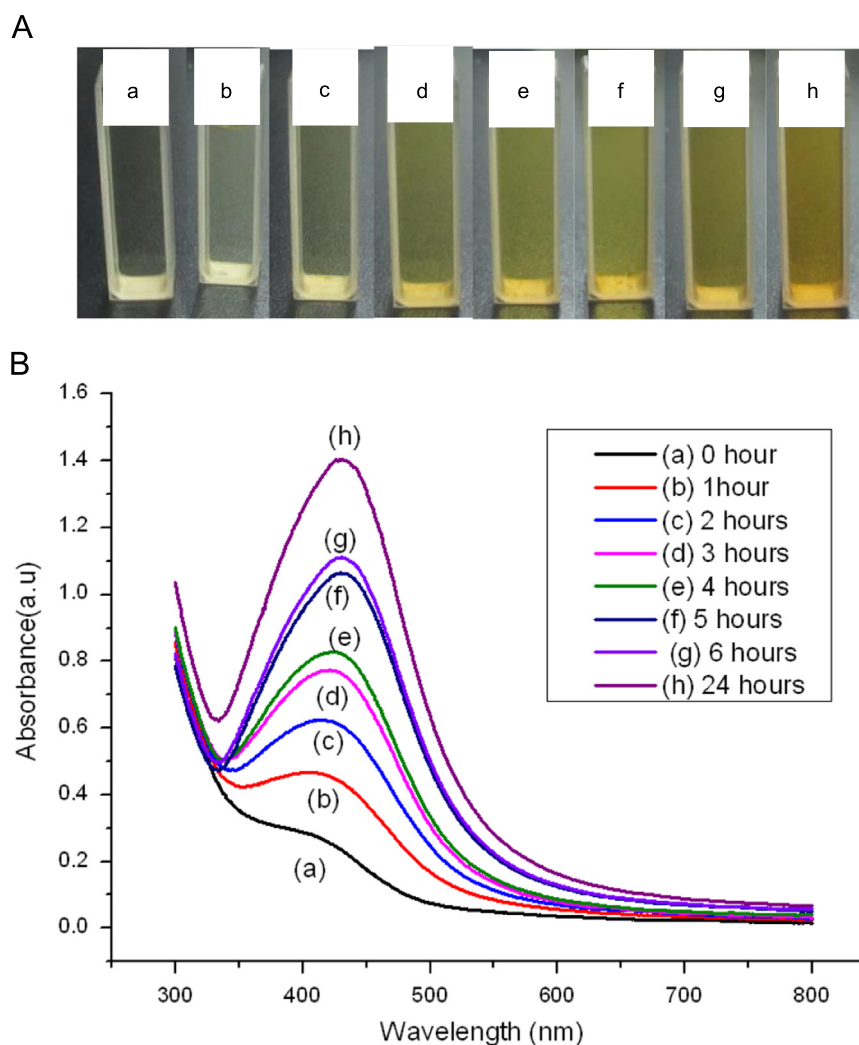 A
a b c d e f g h
B
1.6
1.4
1.2
1.0
0.8
0.6
0.4
0.2
0.0
Absorbance(a.u)
(h)
(g)
(f)
(e)
(d)
(c)
(b)
(a)
(a) 0 hour
(b) 1hour
(c) 2 hours
(d) 3 hours
(e) 4 hours
(f) 5 hours
(g) 6 hours
(h) 24 hours
300 400 500 600 700 800
Wavelength (nm)